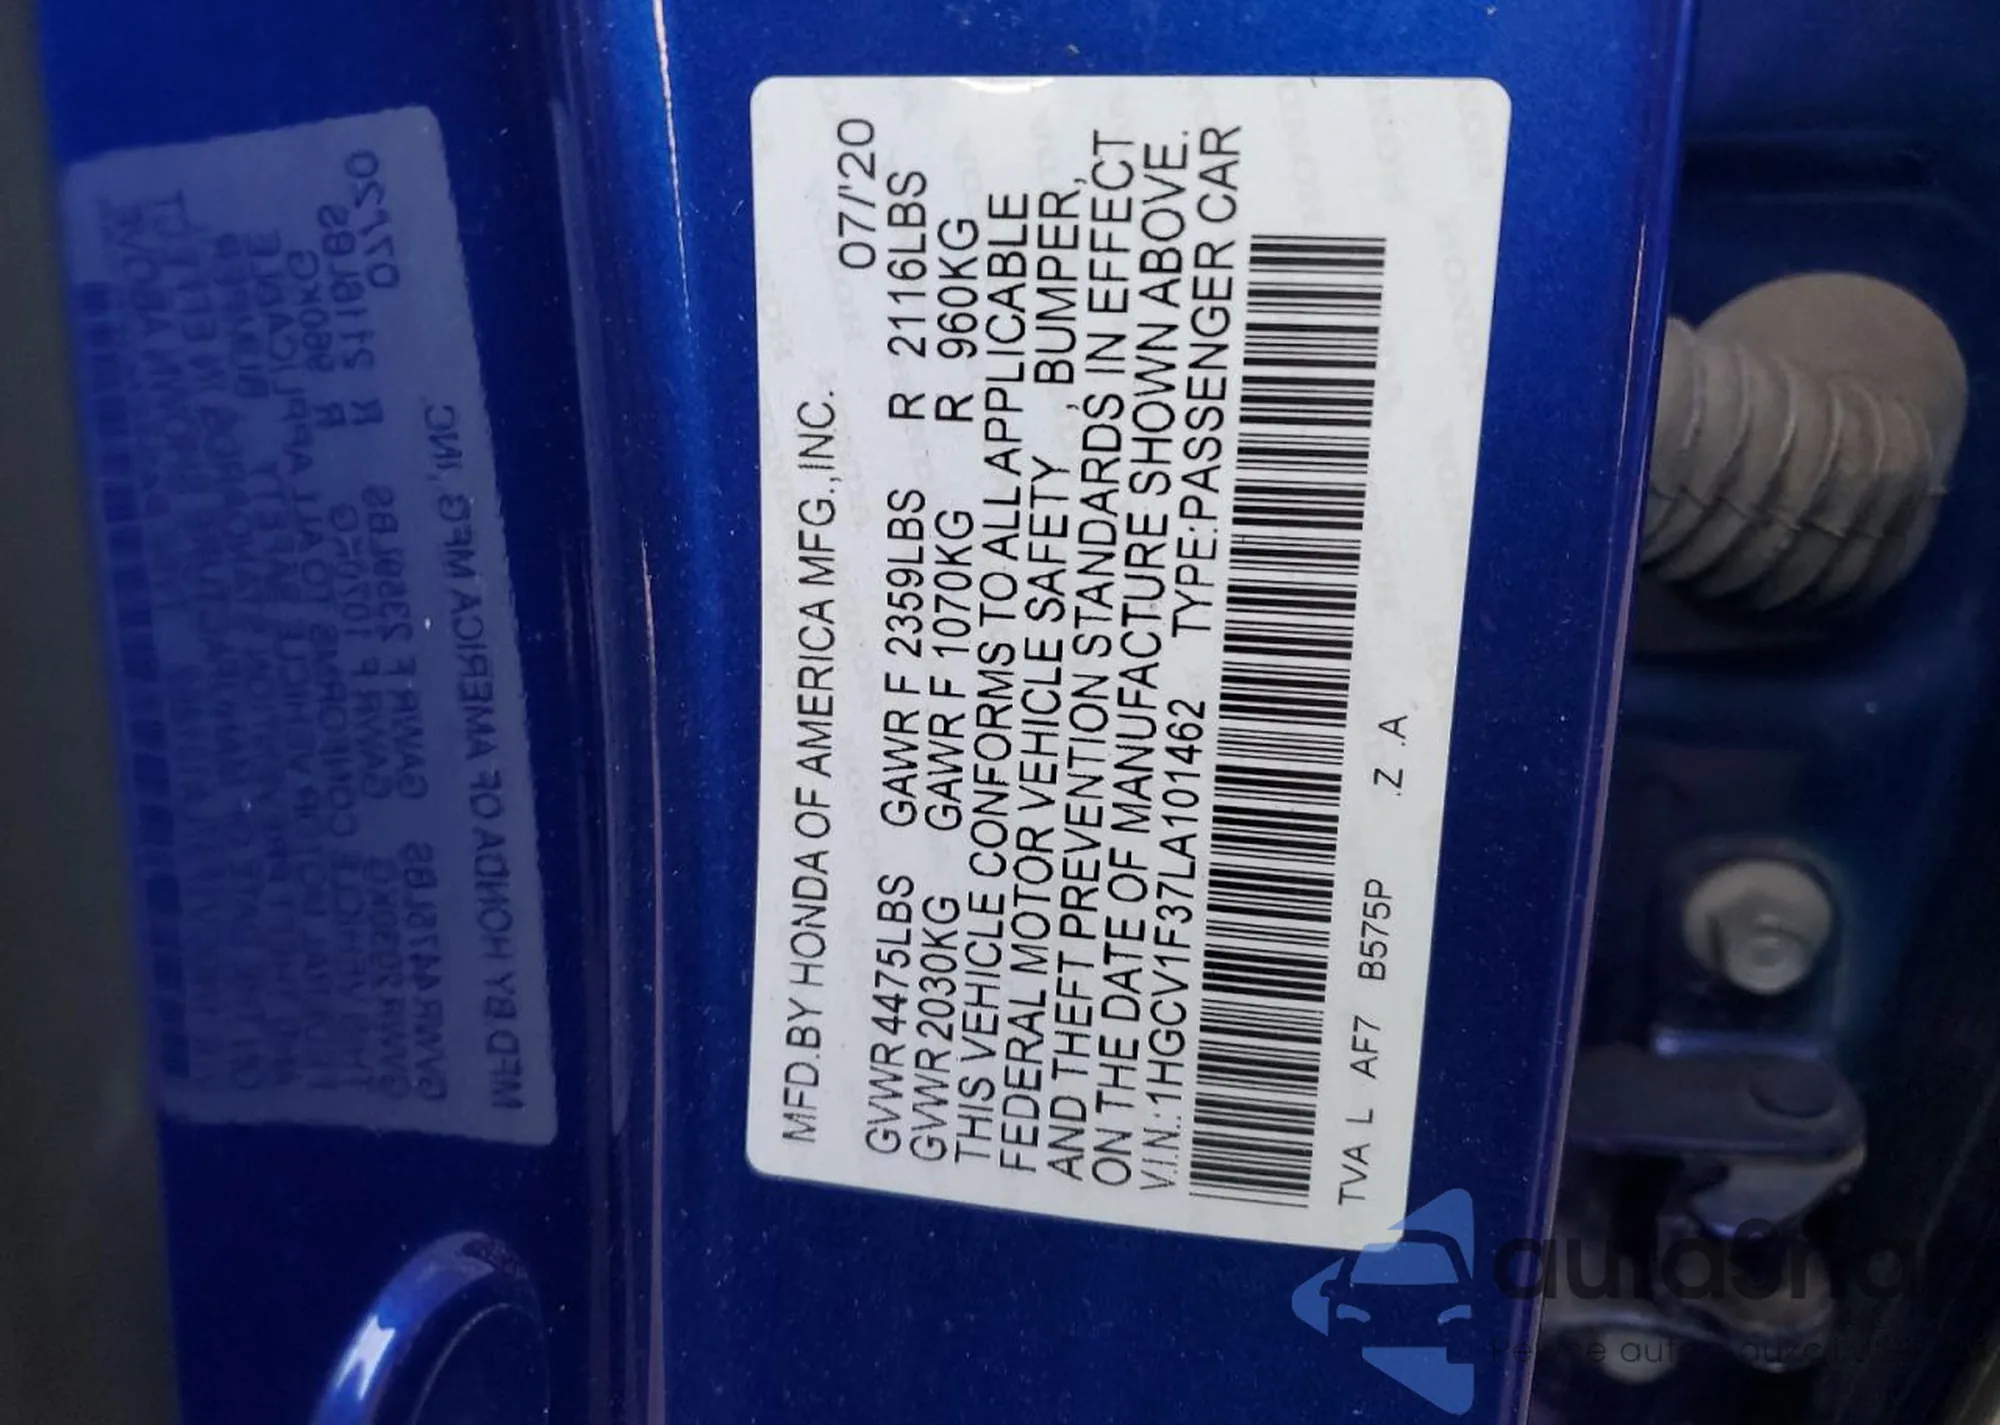 MFD.BY HONDA OF AMERICA MFG.,INC.
07/'20
GVWR 4475LBS GAWR F 2359LBS R 2116LBS
GVWR 2030KG GAWR F 1070KG R 960KG
THIS VEHICLE CONFORMS TO ALL APPLICABLE
FEDERAL MOTOR VEHICLE SAFETY, BUMPER,
AND THEFT PREVENTION STANDARDS IN EFFECT
ON THE DATE OF MANUFACTURE SHOWN ABOVE.
V.I.N.:1HGCV1F37LA101462 TYPE:PASSENGER CAR
TVA L AF7 B575P .Z .A